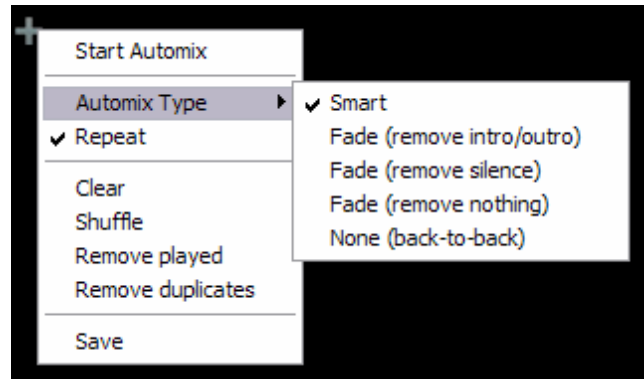 Start Automix
Automix Type
Repeat
Clear
Shuffle
Remove played
Remove duplicates
Save
Smart
Fade (remove intro/outro)
Fade (remove silence)
Fade (remove nothing)
None (back-to-back)